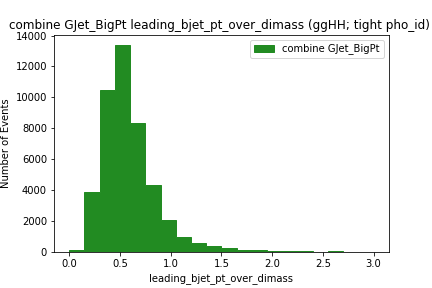 combine GJet_BigPt leading_bjet_pt_over_dimass (ggHH; tight pho_id)
combine GJet_BigPt
Number of Events
14000
12000
10000
8000
6000
4000
2000
0
0.0 0.5 1.0 1.5 2.0 2.5 3.0
leading_bjet_pt_over_dimass